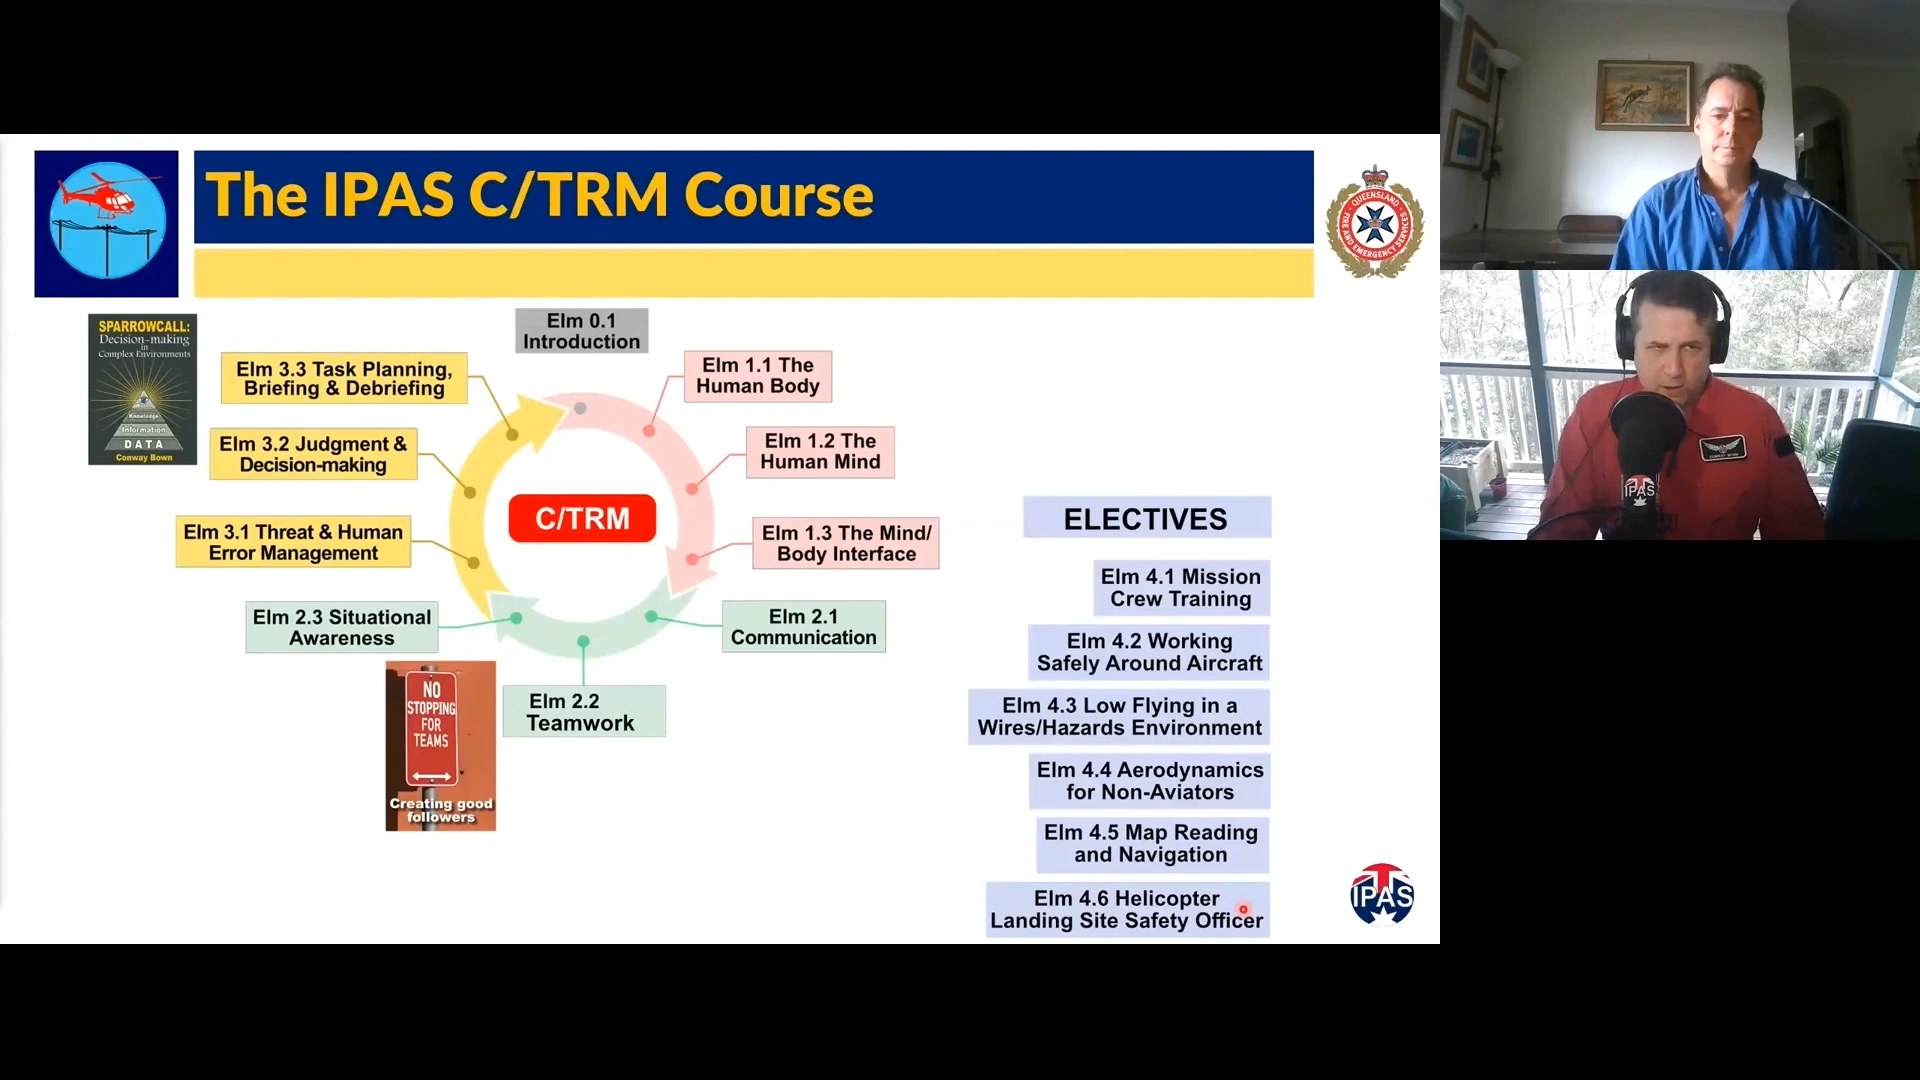 The IPAS C/TRM Course
QUEENSLAND
FIRE AND EMERGENCY SERVICES
SPARROWCALL:
Decision-making
in
Complex Environments
Knowledge
Information
DATA
Conway Bown
Elm 0.1
Introduction
Elm 1.1 The
Human Body
Elm 1.2 The
Human Mind
Elm 1.3 The Mind/
Body Interface
Elm 2.1
Communication
Elm 2.2
Teamwork
Elm 2.3 Situational
Awareness
Elm 3.1 Threat & Human
Error Management
Elm 3.2 Judgment &
Decision-making
Elm 3.3 Task Planning,
Briefing & Debriefing
C/TRM
NO
STOPPING
FOR
TEAMS
Creating good
followers
ELECTIVES
Elm 4.1 Mission
Crew Training
Elm 4.2 Working
Safely Around Aircraft
Elm 4.3 Low Flying in a
Wires/Hazards Environment
Elm 4.4 Aerodynamics
for Non-Aviators
Elm 4.5 Map Reading
and Navigation
Elm 4.6 Helicopter
Landing Site Safety Officer
IPAS
IPAS